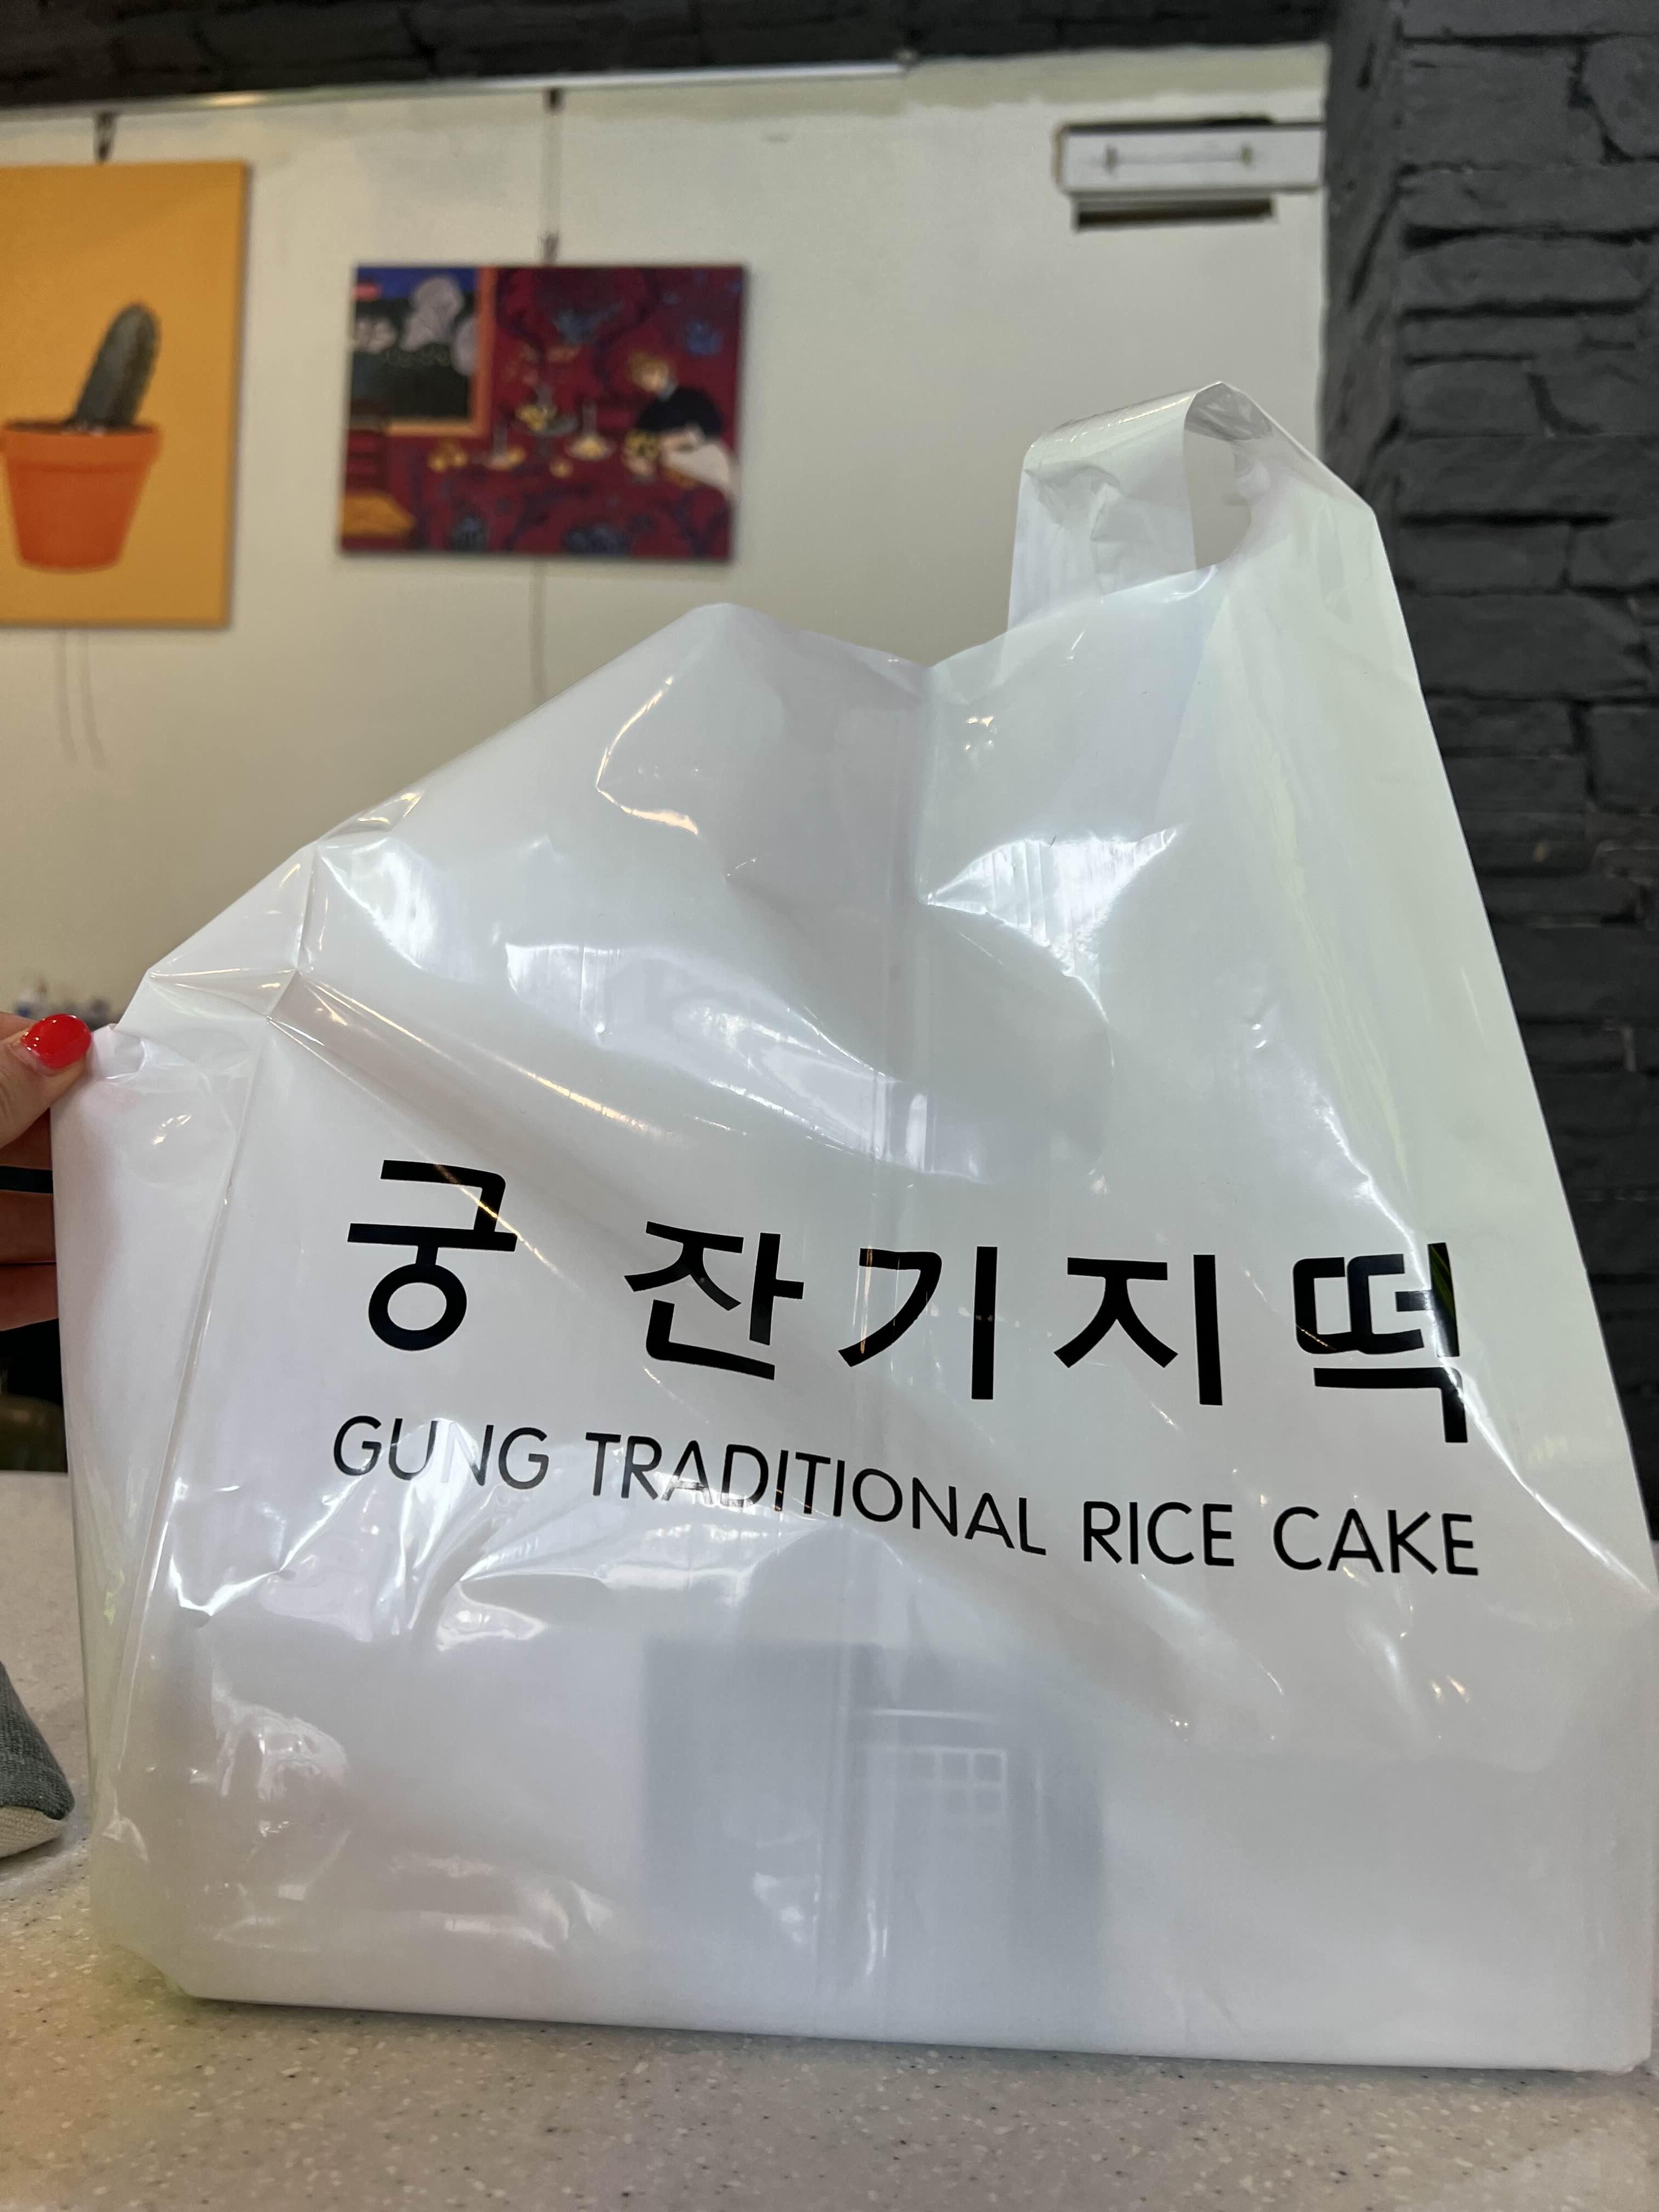 궁 잔기지떡
GUNG TRADITIONAL RICE CAKE